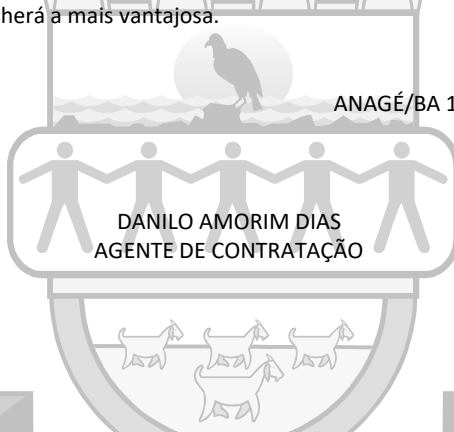 herá a mais vantajosa.
ANAGÉ/BA 1
DANILO AMORIM DIAS
AGENTE DE CONTRATAÇÃO